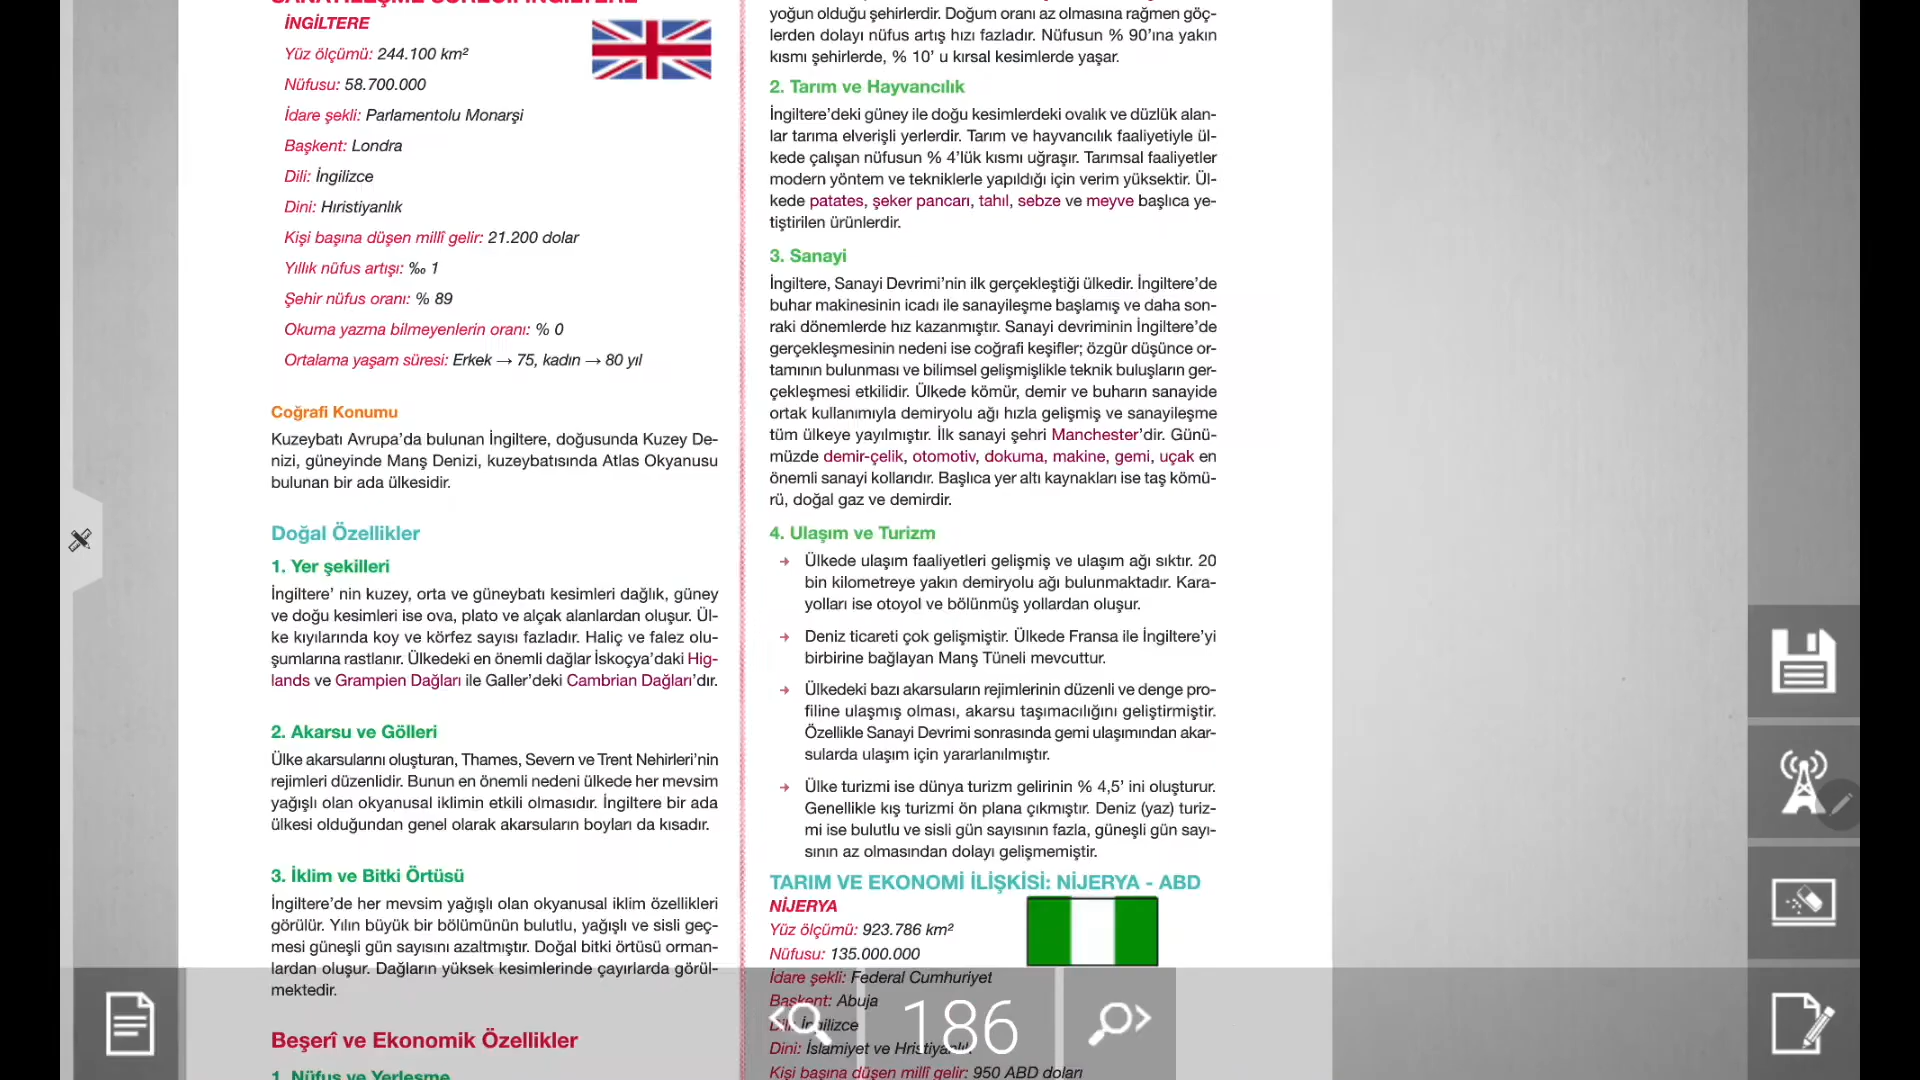 SANAYİLEŞME SÜRECİ: İNGİLTERE
İNGİLTERE
Yüz ölçümü: 244.100 km²
Nüfusu: 58.700.000
İdare şekli: Parlamentolu Monarşi
Başkent: Londra
Dili: İngilizce
Dini: Hıristiyanlık
Kişi başına düşen millî gelir: 21.200 dolar
Yıllık nüfus artışı: ‰ 1
Şehir nüfus oranı: % 89
Okuma yazma bilmeyenlerin oranı: % 0
Ortalama yaşam süresi: Erkek → 75, kadın → 80 yıl
Coğrafi Konumu
Kuzeybatı Avrupa’da bulunan İngiltere, doğusunda Kuzey De-
nizi, güneyinde Manş Denizi, kuzeybatısında Atlas Okyanusu
bulunan bir ada ülkesidir.
Doğal Özellikler
1. Yer şekilleri
İngiltere’ nin kuzey, orta ve güneybatı kesimleri dağlık, güney
ve doğu kesimleri ise ova, plato ve alçak alanlardan oluşur. Ül-
ke kıyılarında koy ve körfez sayısı fazladır. Haliç ve falez olu-
şumlarına rastlanır. Ülkedeki en önemli dağlar İskoçya’daki Hig-
lands ve Grampien Dağları ile Galler’deki Cambrian Dağları’dır.
2. Akarsu ve Gölleri
Ülke akarsularını oluşturan, Thames, Severn ve Trent Nehirleri’nin
rejimleri düzenlidir. Bunun en önemli nedeni ülkede her mevsim
yağışlı olan okyanusal iklimin etkili olmasıdır. İngiltere bir ada
ülkesi olduğundan genel olarak akarsuların boyları da kısadır.
3. İklim ve Bitki Örtüsü
İngiltere’de her mevsim yağışlı olan okyanusal iklim özellikleri
görülür. Yılın büyük bir bölümünün bulutlu, yağışlı ve sisli geç-
mesi güneşli gün sayısını azaltmıştır. Doğal bitki örtüsü orman-
lardan oluşur. Dağların yüksek kesimlerinde çayırlarda görül-
mektedir.
Beşerî ve Ekonomik Özellikler
1. Nüfus ve Yerleşme
yoğun olduğu şehirlerdir. Doğum oranı az olmasına rağmen göç-
lerden dolayı nüfus artış hızı fazladır. Nüfusun % 90’ına yakın
kısmı şehirlerde, % 10’ u kırsal kesimlerde yaşar.
2. Tarım ve Hayvancılık
İngiltere’deki güney ile doğu kesimlerdeki ovalık ve düzlük alan-
lar tarıma elverişli yerlerdir. Tarım ve hayvancılık faaliyetiyle ül-
kede çalışan nüfusun % 4’lük kısmı uğraşır. Tarımsal faaliyetler
modern yöntem ve tekniklerle yapıldığı için verim yüksektir. Ül-
kede patates, şeker pancarı, tahıl, sebze ve meyve başlıca ye-
tiştirilen ürünlerdir.
3. Sanayi
İngiltere, Sanayi Devrimi’nin ilk gerçekleştiği ülkedir. İngiltere’de
buhar makinesinin icadı ile sanayileşme başlamış ve daha son-
raki dönemlerde hız kazanmıştır. Sanayi devriminin İngiltere’de
gerçekleşmesinin nedeni ise coğrafi keşifler; özgür düşünce or-
tamının bulunması ve bilimsel gelişmişlikle teknik buluşların ger-
çekleşmesi etkilidir. Ülkede kömür, demir ve buharın sanayide
ortak kullanımıyla demiryolu ağı hızla gelişmiş ve sanayileşme
tüm ülkeye yayılmıştır. İlk sanayi şehri Manchester’dir. Günü-
müzde demir-çelik, otomotiv, dokuma, makine, gemi, uçak en
önemli sanayi kollarıdır. Başlıca yer altı kaynakları ise taş kömü-
rü, doğal gaz ve demirdir.
4. Ulaşım ve Turizm
→ Ülkede ulaşım faaliyetleri gelişmiş ve ulaşım ağı sıktır. 20
bin kilometreye yakın demiryolu ağı bulunmaktadır. Kara-
yolları ise otoyol ve bölünmüş yollardan oluşur.
→ Deniz ticareti çok gelişmiştir. Ülkede Fransa ile İngiltere’yi
birbirine bağlayan Manş Tüneli mevcuttur.
→ Ülkedeki bazı akarsuların rejimlerinin düzenli ve denge pro-
filine ulaşmış olması, akarsu taşımacılığını geliştirmiştir.
Özellikle Sanayi Devrimi sonrasında gemi ulaşımından akar-
sularda ulaşım için yararlanılmıştır.
→ Ülke turizmi ise dünya turizm gelirinin % 4,5’ ini oluşturur.
Genellikle kış turizmi ön plana çıkmıştır. Deniz (yaz) turiz-
mi ise bulutlu ve sisli gün sayısının fazla, güneşli gün sayı-
sının az olmasından dolayı gelişmemiştir.
TARIM VE EKONOMİ İLİŞKİSİ: NİJERYA - ABD
NİJERYA
Yüz ölçümü: 923.786 km²
Nüfusu: 135.000.000
İdare şekli: Federal Cumhuriyet
Başkent: Abuja
Dili: İngilizce
Dini: İslamiyet ve Hristiyanlık
Kişi başına düşen millî gelir: 950 ABD doları
186